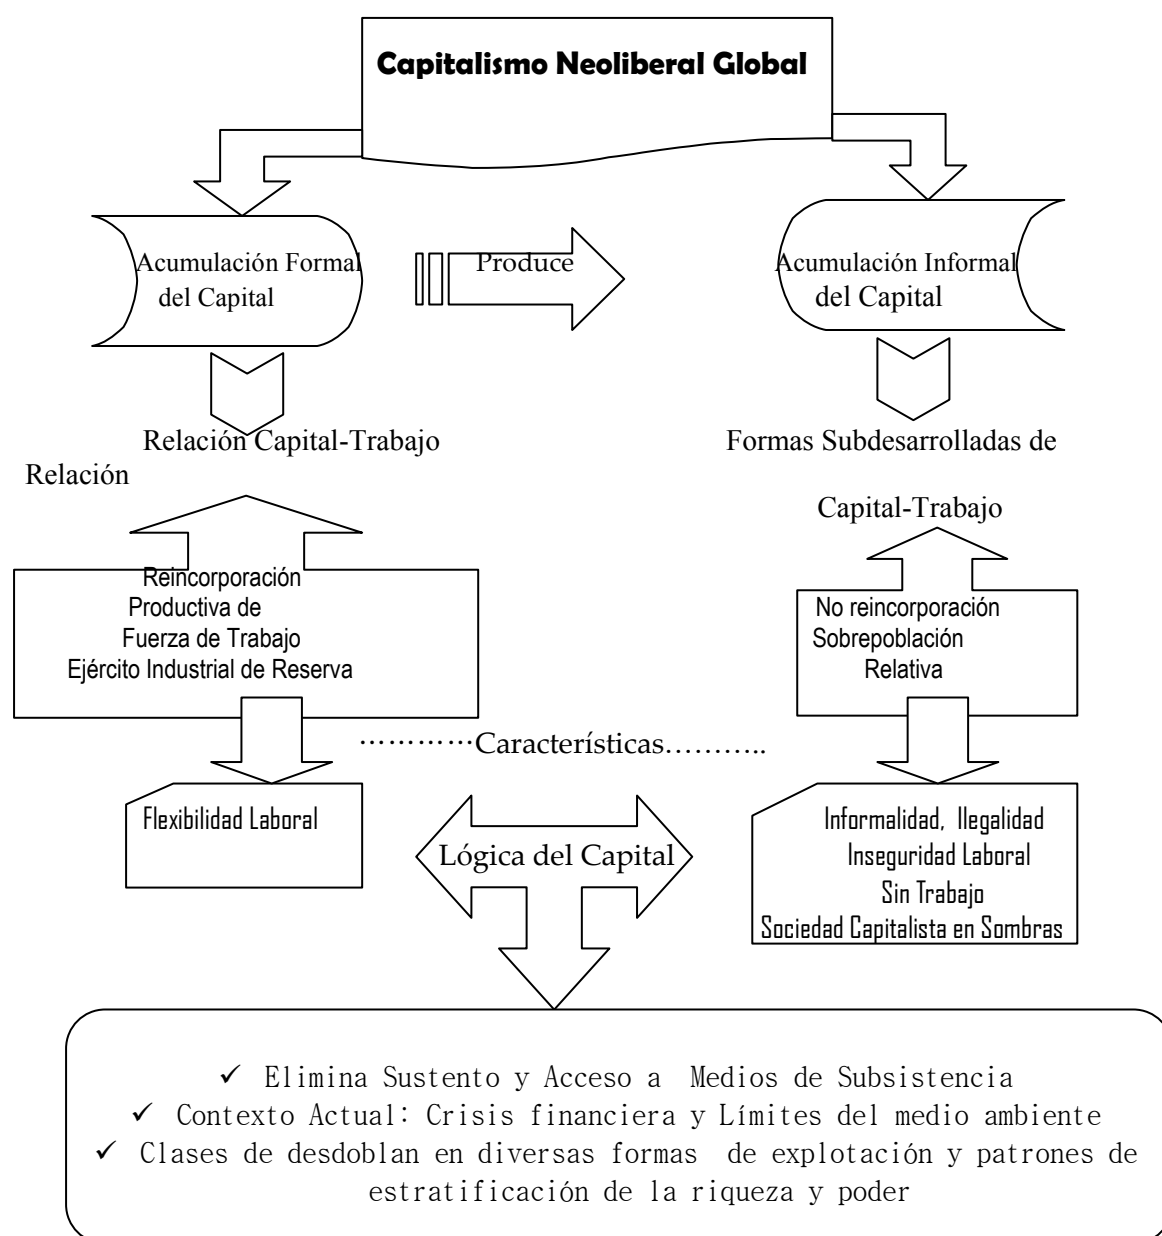 Capitalismo Neoliberal Global
Acumulación Formal
del Capital
Produce
Acumulación Informal
del Capital
Relación Capital-Trabajo
Formas Subdesarrolladas de
Relación
Capital-Trabajo
Reincorporación
Productiva de
Fuerza de Trabajo
Ejército Industrial de Reserva
No reincorporación
Sobrepoblación
Relativa
…………Características………..
Flexibilidad Laboral
Lógica del Capital
Informalidad, Ilegalidad
Inseguridad Laboral
Sin Trabajo
Sociedad Capitalista en Sombras
✓ Elimina Sustento y Acceso a Medios de Subsistencia
✓ Contexto Actual: Crisis financiera y Límites del medio ambiente
✓ Clases de desdoblan en diversas formas de explotación y patrones de
estratificación de la riqueza y poder